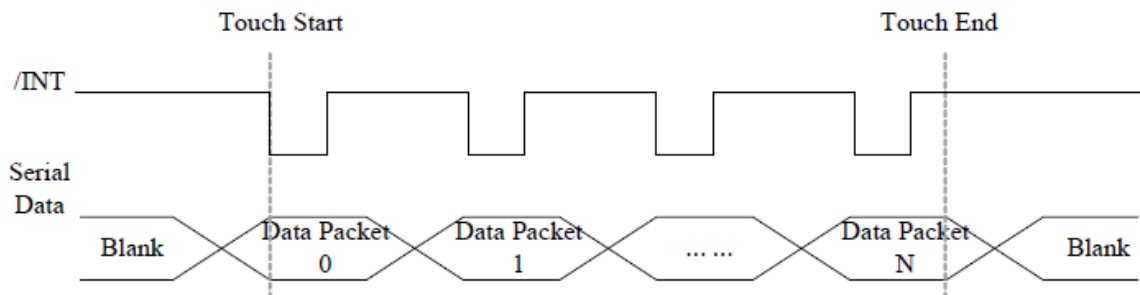 Touch Start
Touch End
/INT
Serial
Data
Blank
Data Packet
0
Data Packet
1
... ...
Data Packet
N
Blank